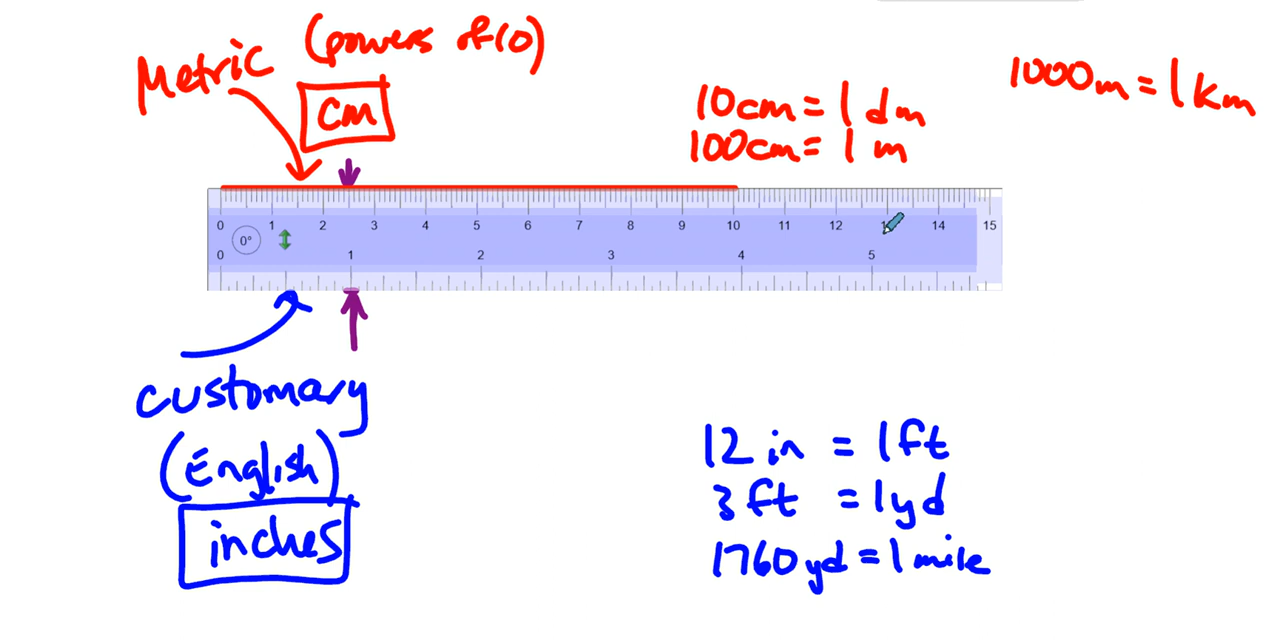 Metric (powers of 10)
cm
10cm = 1 dm
100cm = 1 m
1000m = 1 km
0 1 2 3 4 5 6 7 8 9 10 11 12 13 14 15
0°
0 1 2 3 4 5
customary
(English)
inches
12 in = 1 ft
3 ft = 1 yd
1760 yd = 1 mile